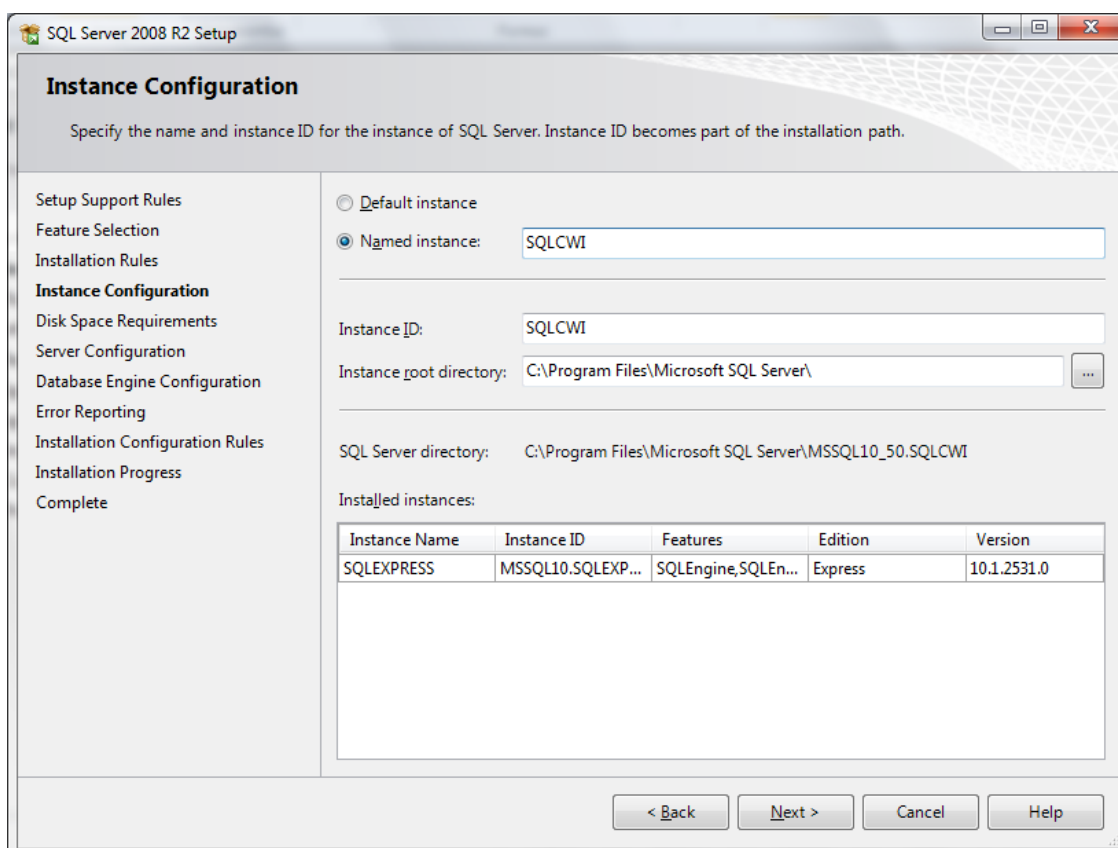 SQL Server 2008 R2 Setup
Instance Configuration
Specify the name and instance ID for the instance of SQL Server. Instance ID becomes part of the installation path.
Setup Support Rules
Feature Selection
Installation Rules
Instance Configuration
Disk Space Requirements
Server Configuration
Database Engine Configuration
Error Reporting
Installation Configuration Rules
Installation Progress
Complete
Default instance
Named instance: SQLCWI
Instance ID: SQLCWI
Instance root directory: C:\Program Files\Microsoft SQL Server\ ...
SQL Server directory: C:\Program Files\Microsoft SQL Server\MSSQL10_50.SQLCWI
Installed instances:
Instance Name Instance ID Features Edition Version
SQLEXPRESS MSSQL10.SQLEXP... SQLEngine,SQLEn... Express 10.1.2531.0
< Back Next > Cancel Help